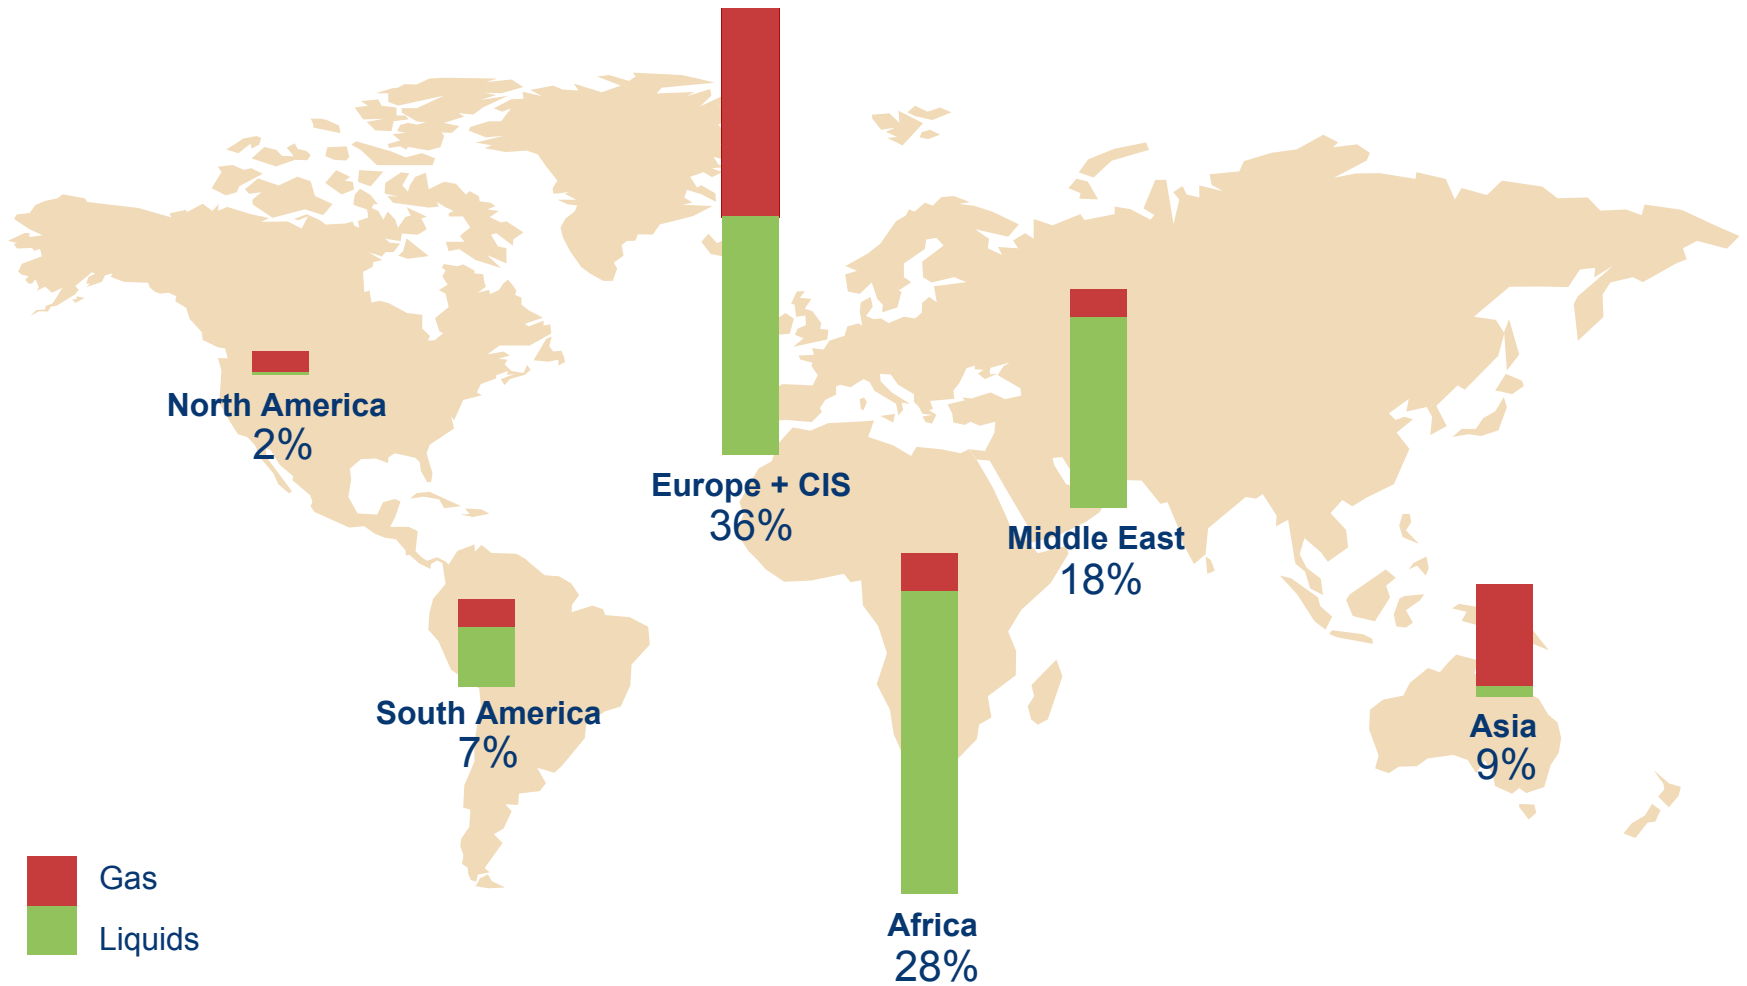 North America
2%
Europe + CIS
36%
Middle East
18%
South America
7%
Asia
9%
Africa
28%
Gas
Liquids